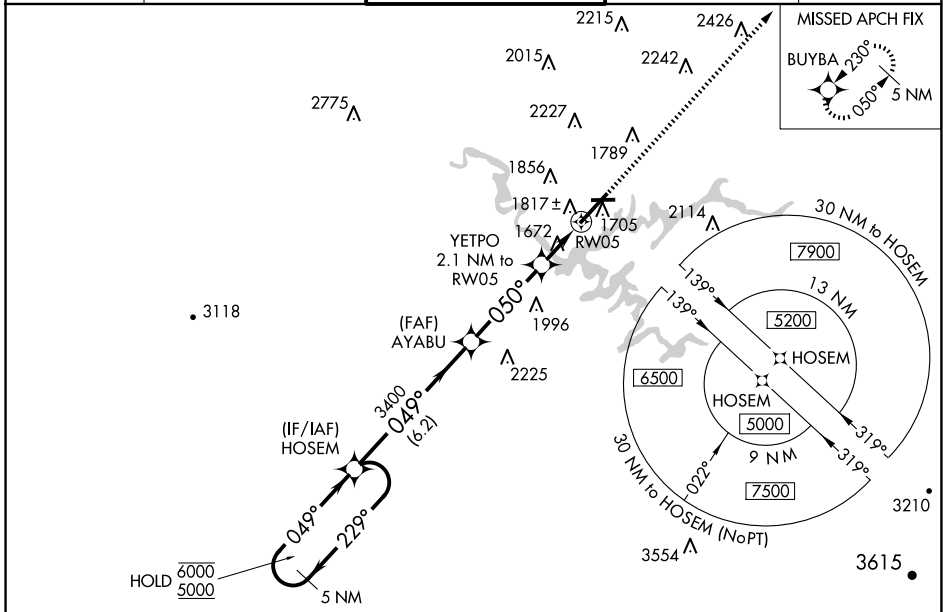 2215
2426
MISSED APCH FIX
BUYBA
230°
050°
5 NM
2015
2242
2775
2227
1789
1856
1817 ±
1705
1672
RW05
2114
YETPO
2.1 NM to
RW05
050°
3118
1996
(FAF)
AYABU
2225
3400
049°
(6.2)
(IF/IAF)
HOSEM
049°
229°
HOLD 6000
5000
5 NM
30 NM to HOSEM
7900
13 NM
139°
139°
5200
HOSEM
6500
HOSEM
5000
9 NM
319°
319°
022°
7500
30 NM to HOSEM (NoPT)
3210
3554
3615